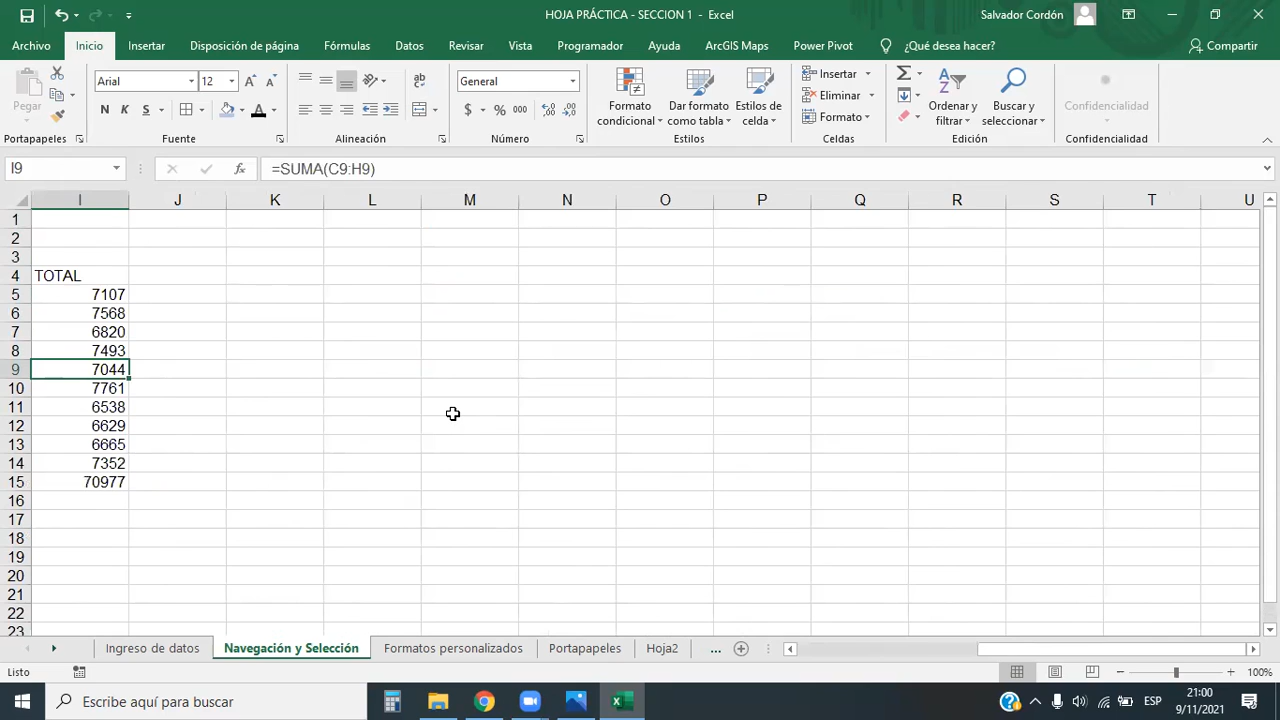 HOJA PRÁCTICA - SECCION 1 - Excel
Salvador Cordón
Archivo Inicio Insertar Disposición de página Fórmulas Datos Revisar Vista Programador Ayuda ArcGIS Maps Power Pivot ¿Qué desea hacer? Compartir
Pegar
Arial 12
N K S A
ab
General
$ % 000
Formato condicional
Dar formato como tabla
Estilos de celda
Insertar
Eliminar
Formato
Ordenar y filtrar
Buscar y seleccionar
Confidencialidad
Portapapeles Fuente Alineación Número Estilos Celdas Edición Confidencialidad
I9 fx =SUMA(C9:H9)
I J K L M N O P Q R S T U
1
2
3
4 TOTAL
5 7107
6 7568
7 6820
8 7493
9 7044
10 7761
11 6538
12 6629
13 6665
14 7352
15 70977
16
17
18
19
20
21
22
23
Ingreso de datos Navegación y Selección Formatos personalizados Portapapeles Hoja2 ...
Listo 100%
Escribe aquí para buscar ESP 21:00
9/11/2021